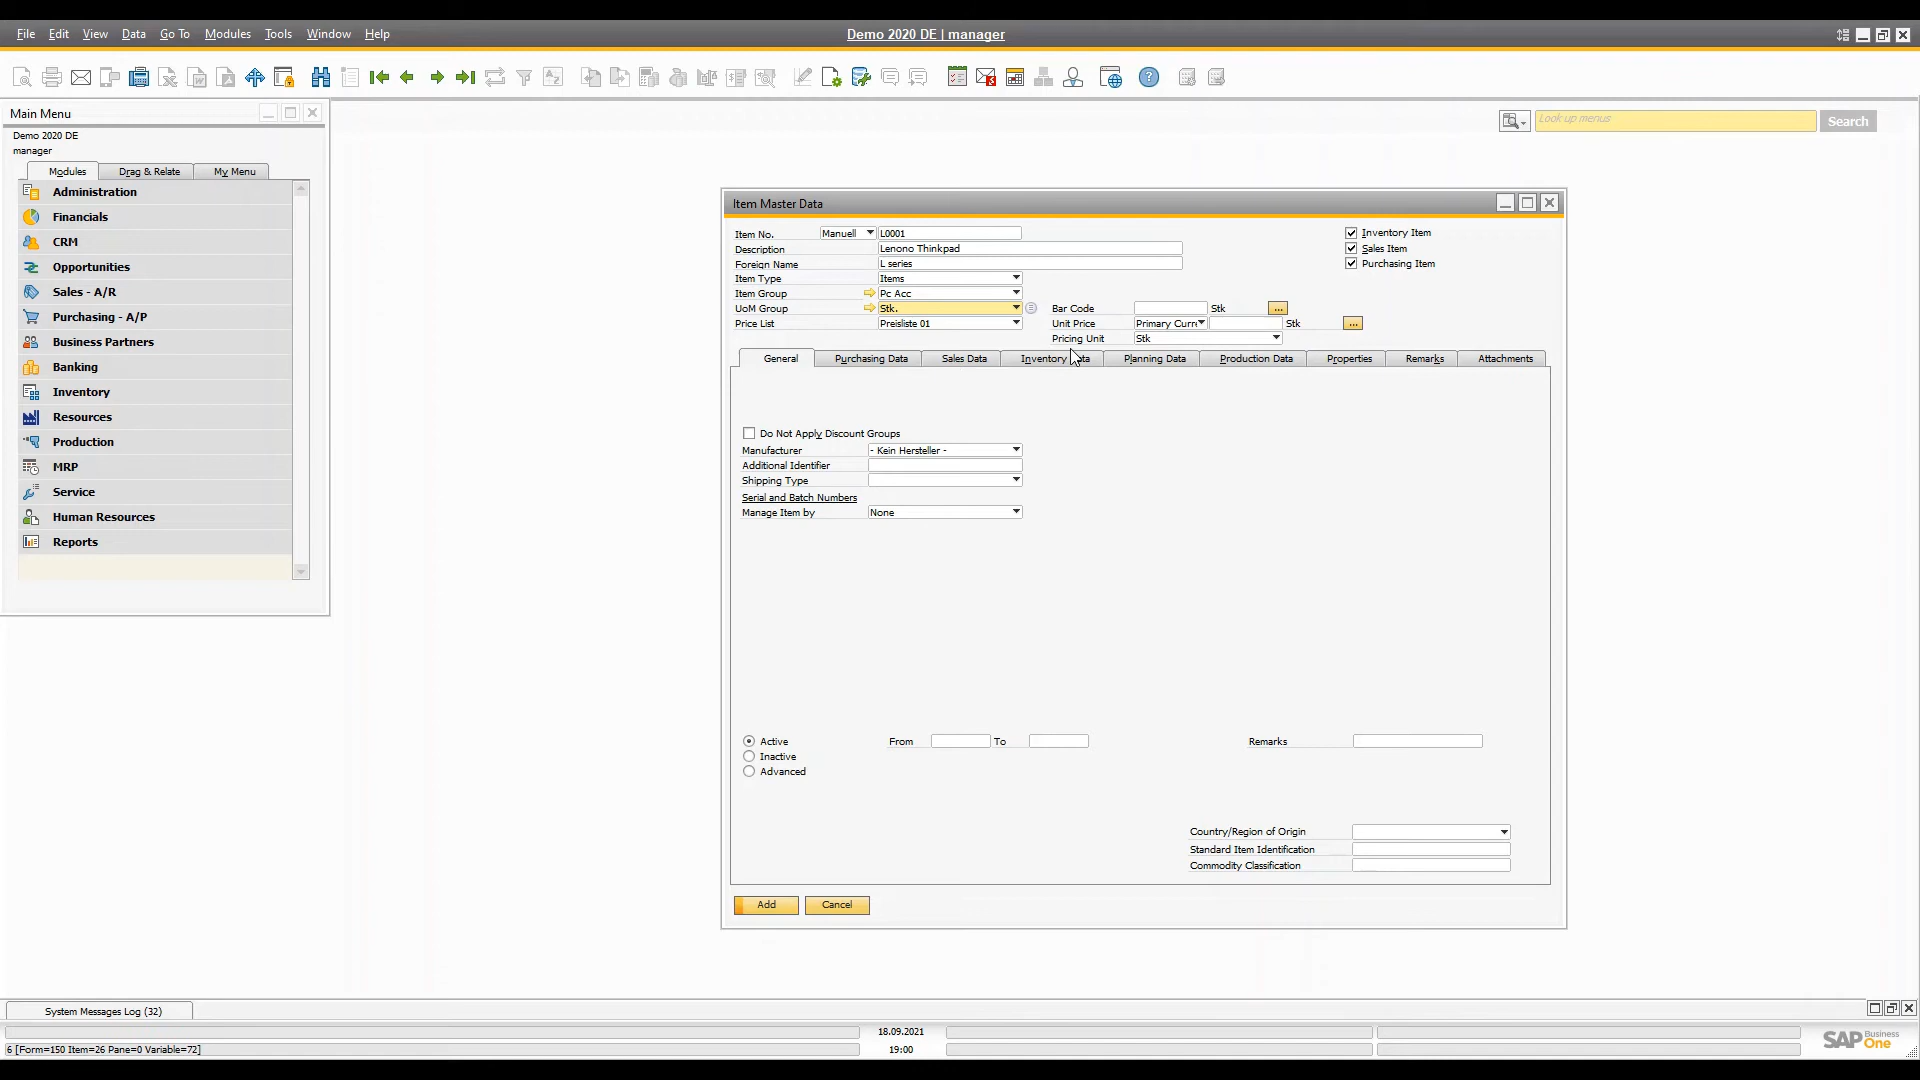 File Edit View Data Go To Modules Tools Window Help
Demo 2020 DE | manager
Main Menu
Look up menus
Search
Demo 2020 DE
manager
Modules Drag & Relate My Menu
Administration
Financials
CRM
Opportunities
Sales - A/R
Purchasing - A/P
Business Partners
Banking
Inventory
Resources
Production
MRP
Service
Human Resources
Reports
Item Master Data
Item No. Manuell L0001 Inventory Item
Description Lenono Thinkpad Sales Item
Foreign Name L series Purchasing Item
Item Type Items
Item Group Pc Acc
UoM Group Stk. Bar Code Stk ...
Price List Preisliste 01 Unit Price Primary Curr Stk ...
Pricing Unit Stk
General Purchasing Data Sales Data Inventory Data Planning Data Production Data Properties Remarks Attachments
Do Not Apply Discount Groups
Manufacturer - Kein Hersteller -
Additional Identifier
Shipping Type
Serial and Batch Numbers
Manage Item by None
Active From To Remarks
Inactive
Advanced
Country/Region of Origin
Standard Item Identification
Commodity Classification
Add Cancel
System Messages Log (32)
18.09.2021
6 [Form=150 Item=26 Pane=0 Variable=72] 19:00
SAP Business One